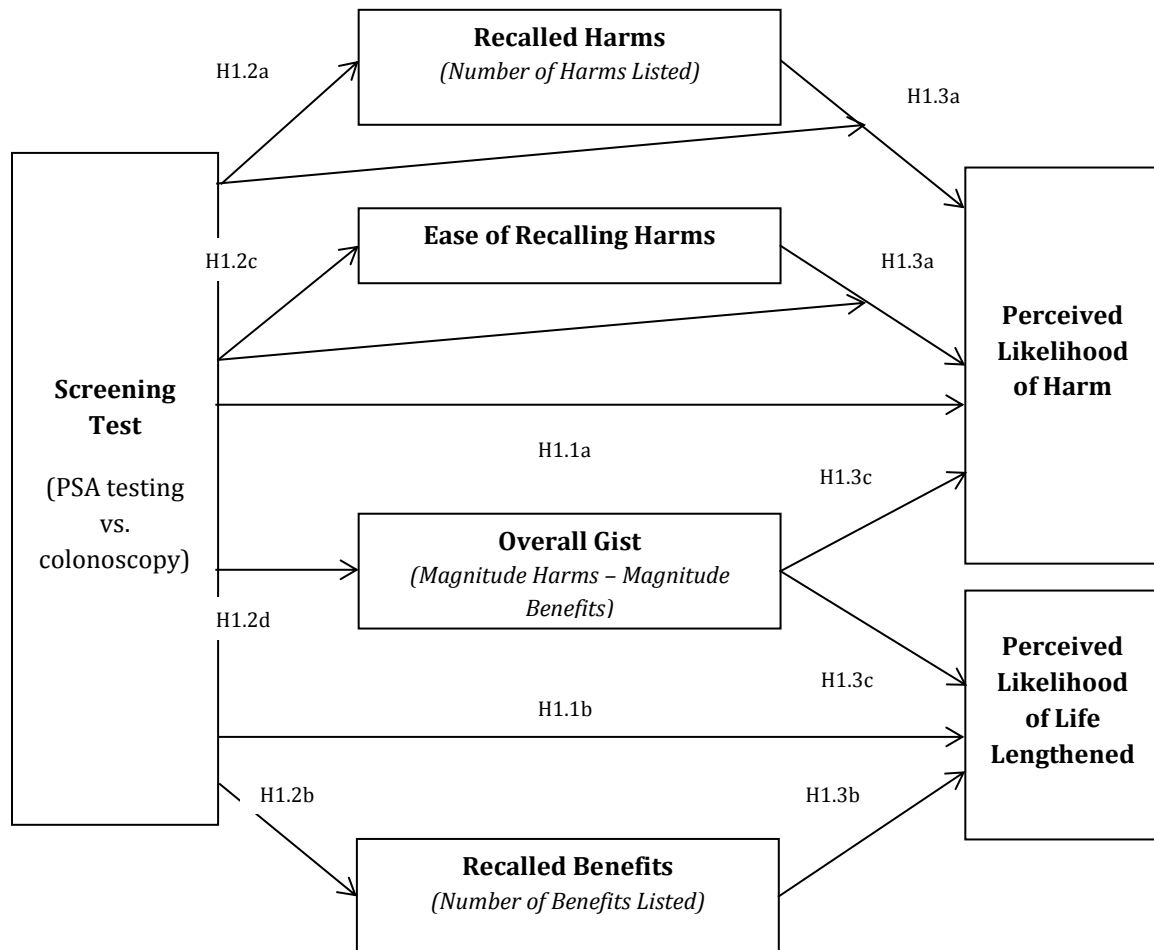 Recalled Harms
(Number of Harms Listed)
H1.2a
H1.3a
Ease of Recalling Harms
H1.2c
H1.3a
Perceived
Likelihood
of Harm
Screening
Test
(PSA testing
vs.
colonoscopy)
H1.1a
H1.3c
Overall Gist
(Magnitude Harms – Magnitude
Benefits)
H1.2d
Perceived
Likelihood
of Life
Lengthened
H1.3c
H1.1b
H1.2b
H1.3b
Recalled Benefits
(Number of Benefits Listed)